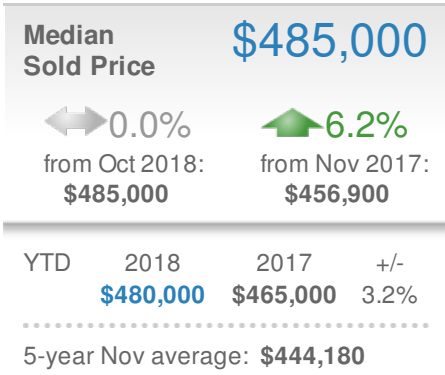 Median $485,000
Sold Price
0.0% 6.2%
from Oct 2018: from Nov 2017:
$485,000 $456,900
YTD 2018 2017 +/-
$480,000 $465,000 3.2%
5-year Nov average: $444,180